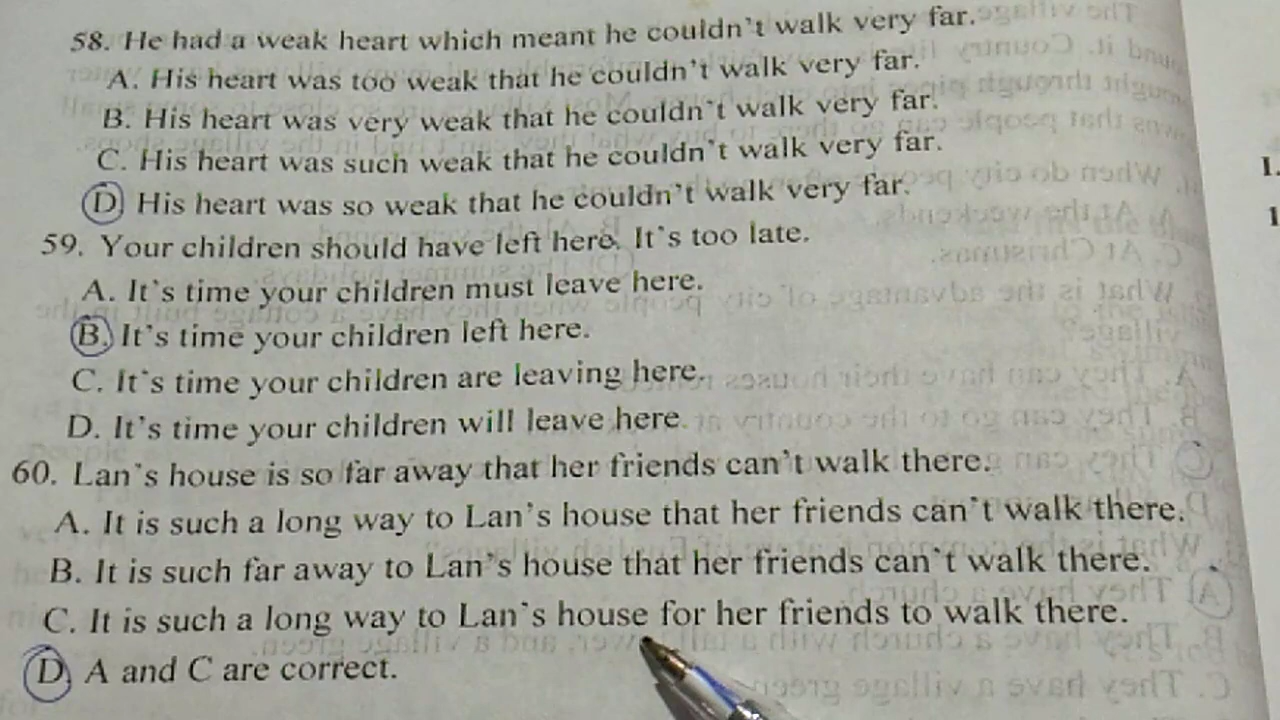 58. He had a weak heart which meant he couldn't walk very far.
A. His heart was too weak that he couldn't walk very far.
B. His heart was very weak that he couldn't walk very far.
C. His heart was such weak that he couldn't walk very far.
D. His heart was so weak that he couldn't walk very far.
59. Your children should have left here. It's too late.
A. It's time your children must leave here.
B. It's time your children left here.
C. It's time your children are leaving here.
D. It's time your children will leave here.
60. Lan's house is so far away that her friends can't walk there.
A. It is such a long way to Lan's house that her friends can't walk there.
B. It is such far away to Lan's house that her friends can't walk there.
C. It is such a long way to Lan's house for her friends to walk there.
D. A and C are correct.